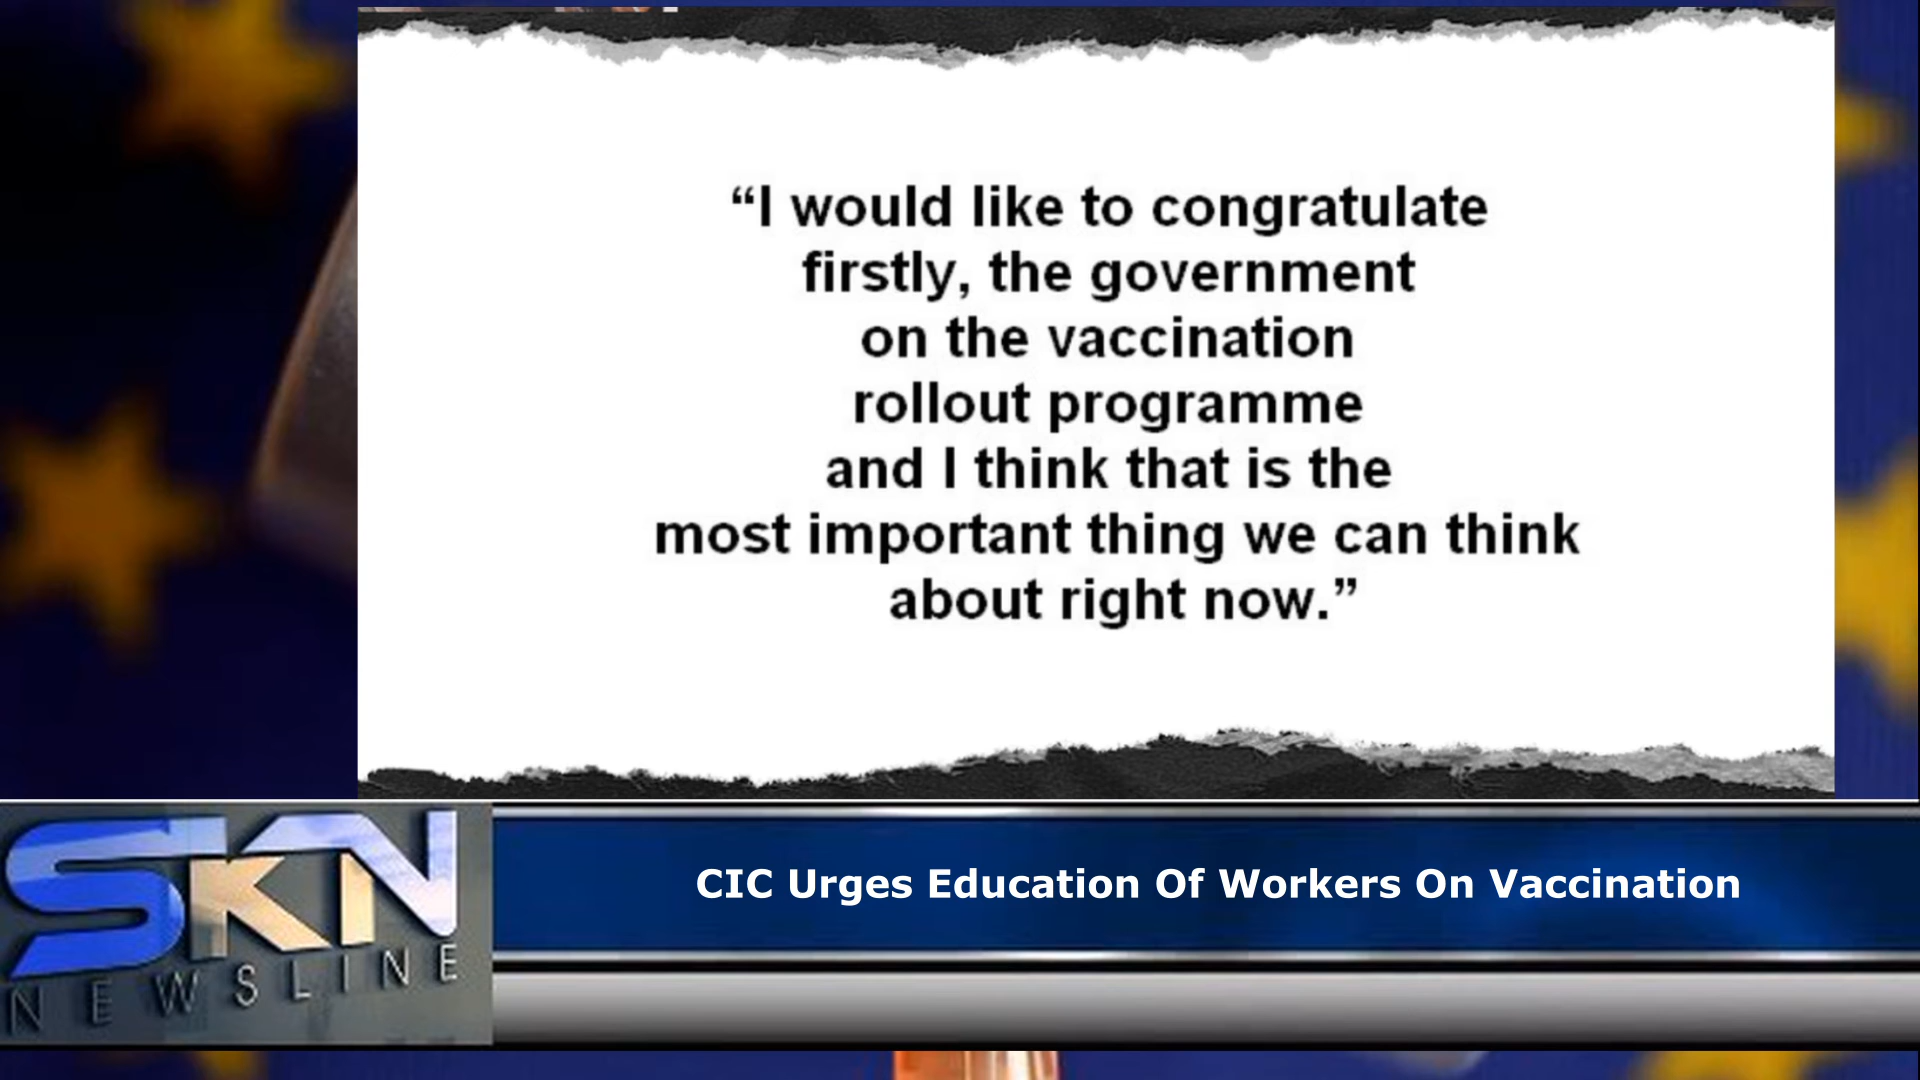 “I would like to congratulate
firstly, the government
on the vaccination
rollout programme
and I think that is the
most important thing we can think
about right now.”
CIC Urges Education Of Workers On Vaccination
SKN
NEWSLINE